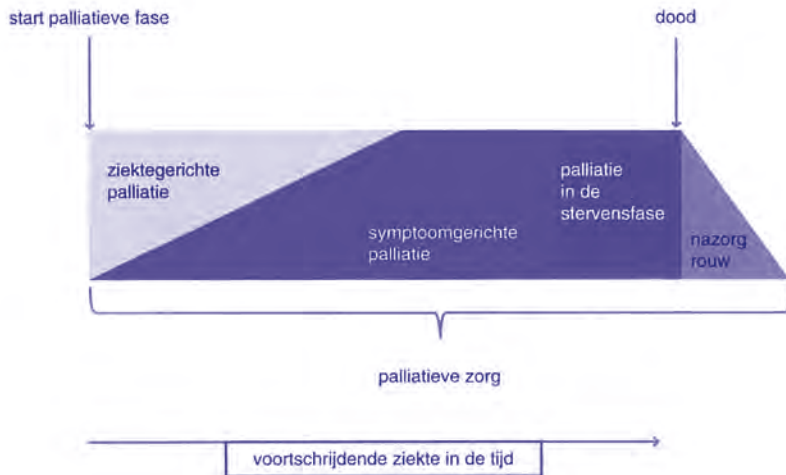 start palliatieve fase
dood
ziektegerichte
palliatie
palliatie
in de
stervensfase
symptoomgerichte
palliatie
nazorg
rouw
palliatieve zorg
voortschrijdende ziekte in de tijd